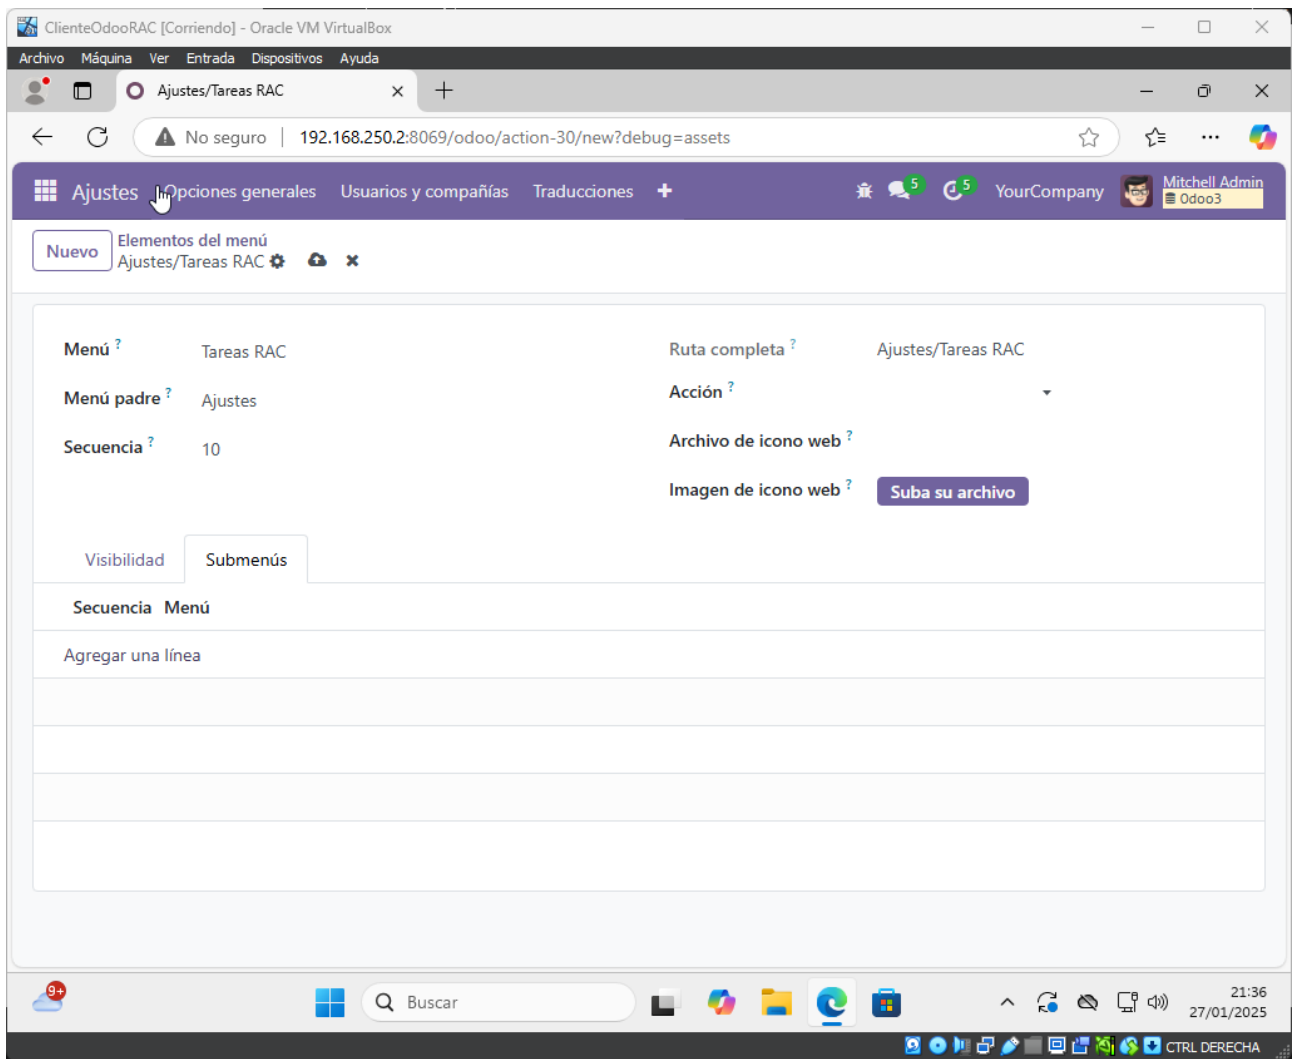 ClienteOdooRAC [Corriendo] - Oracle VM VirtualBox
Archivo Máquina Ver Entrada Dispositivos Ayuda
Ajustes/Tareas RAC
No seguro 192.168.250.2:8069/odoo/action-30/new?debug=assets
Ajustes Opciones generales Usuarios y compañías Traducciones 5 5 YourCompany Mitchell Admin
Odoo3
Nuevo
Elementos del menú
Ajustes/Tareas RAC
Menú ? Tareas RAC
Menú padre ? Ajustes
Secuencia ? 10
Ruta completa ? Ajustes/Tareas RAC
Acción ?
Archivo de icono web ?
Imagen de icono web ? Suba su archivo
Visibilidad Submenús
Secuencia Menú
Agregar una línea
9+
Buscar
21:36
27/01/2025
CTRL DERECHA